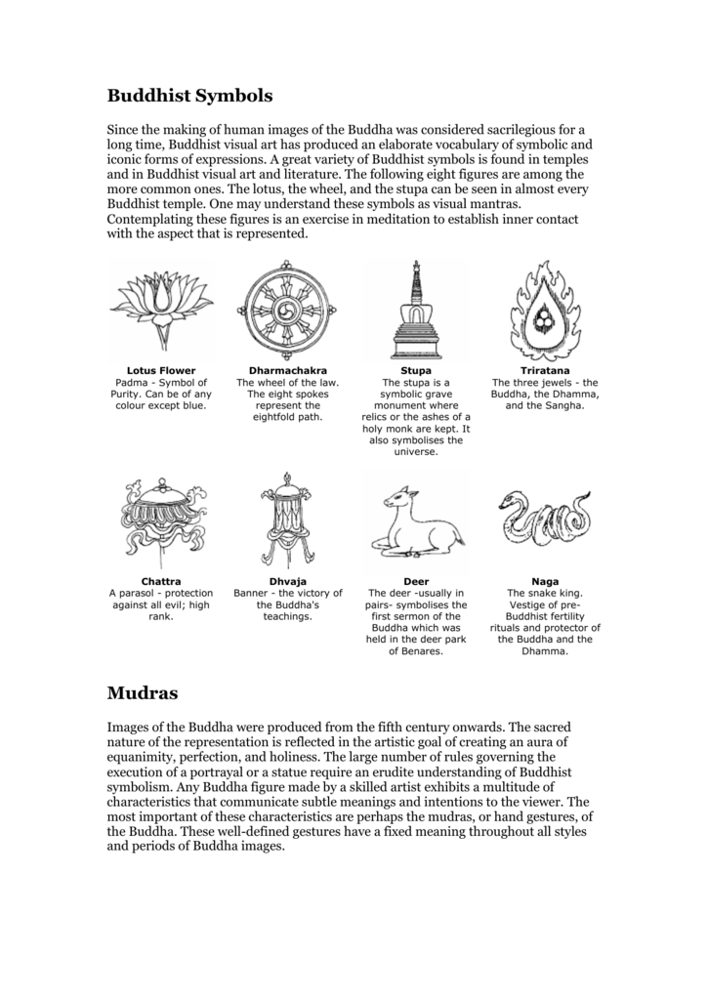 Buddhist Symbols
Since the making of human images of the Buddha was considered sacrilegious for a
long time, Buddhist visual art has produced an elaborate vocabulary of symbolic and
iconic forms of expressions. A great variety of Buddhist symbols is found in temples
and in Buddhist visual art and literature. The following eight figures are among the
more common ones. The lotus, the wheel, and the stupa can be seen in almost every
Buddhist temple. One may understand these symbols as visual mantras.
Contemplating these figures is an exercise in meditation to establish inner contact
with the aspect that is represented.
Lotus Flower
Padma - Symbol of
Purity. Can be of any
colour except blue.
Dharmachakra
The wheel of the law.
The eight spokes
represent the
eightfold path.
Stupa
The stupa is a
symbolic grave
monument where
relics or the ashes of a
holy monk are kept. It
also symbolises the
universe.
Triratana
The three jewels - the
Buddha, the Dhamma,
and the Sangha.
Chattra
A parasol - protection
against all evil; high
rank.
Dhvaja
Banner - the victory of
the Buddha's
teachings.
Deer
The deer -usually in
pairs- symbolises the
first sermon of the
Buddha which was
held in the deer park
of Benares.
Naga
The snake king.
Vestige of pre-
Buddhist fertility
rituals and protector of
the Buddha and the
Dhamma.
Mudras
Images of the Buddha were produced from the fifth century onwards. The sacred
nature of the representation is reflected in the artistic goal of creating an aura of
equanimity, perfection, and holiness. The large number of rules governing the
execution of a portrayal or a statue require an erudite understanding of Buddhist
symbolism. Any Buddha figure made by a skilled artist exhibits a multitude of
characteristics that communicate subtle meanings and intentions to the viewer. The
most important of these characteristics are perhaps the mudras, or hand gestures, of
the Buddha. These well-defined gestures have a fixed meaning throughout all styles
and periods of Buddha images.